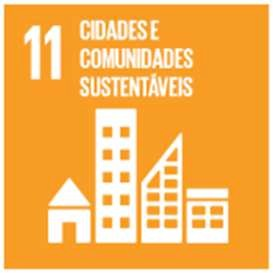 11
CIDADES E
COMUNIDADES
SUSTENTÁVEIS